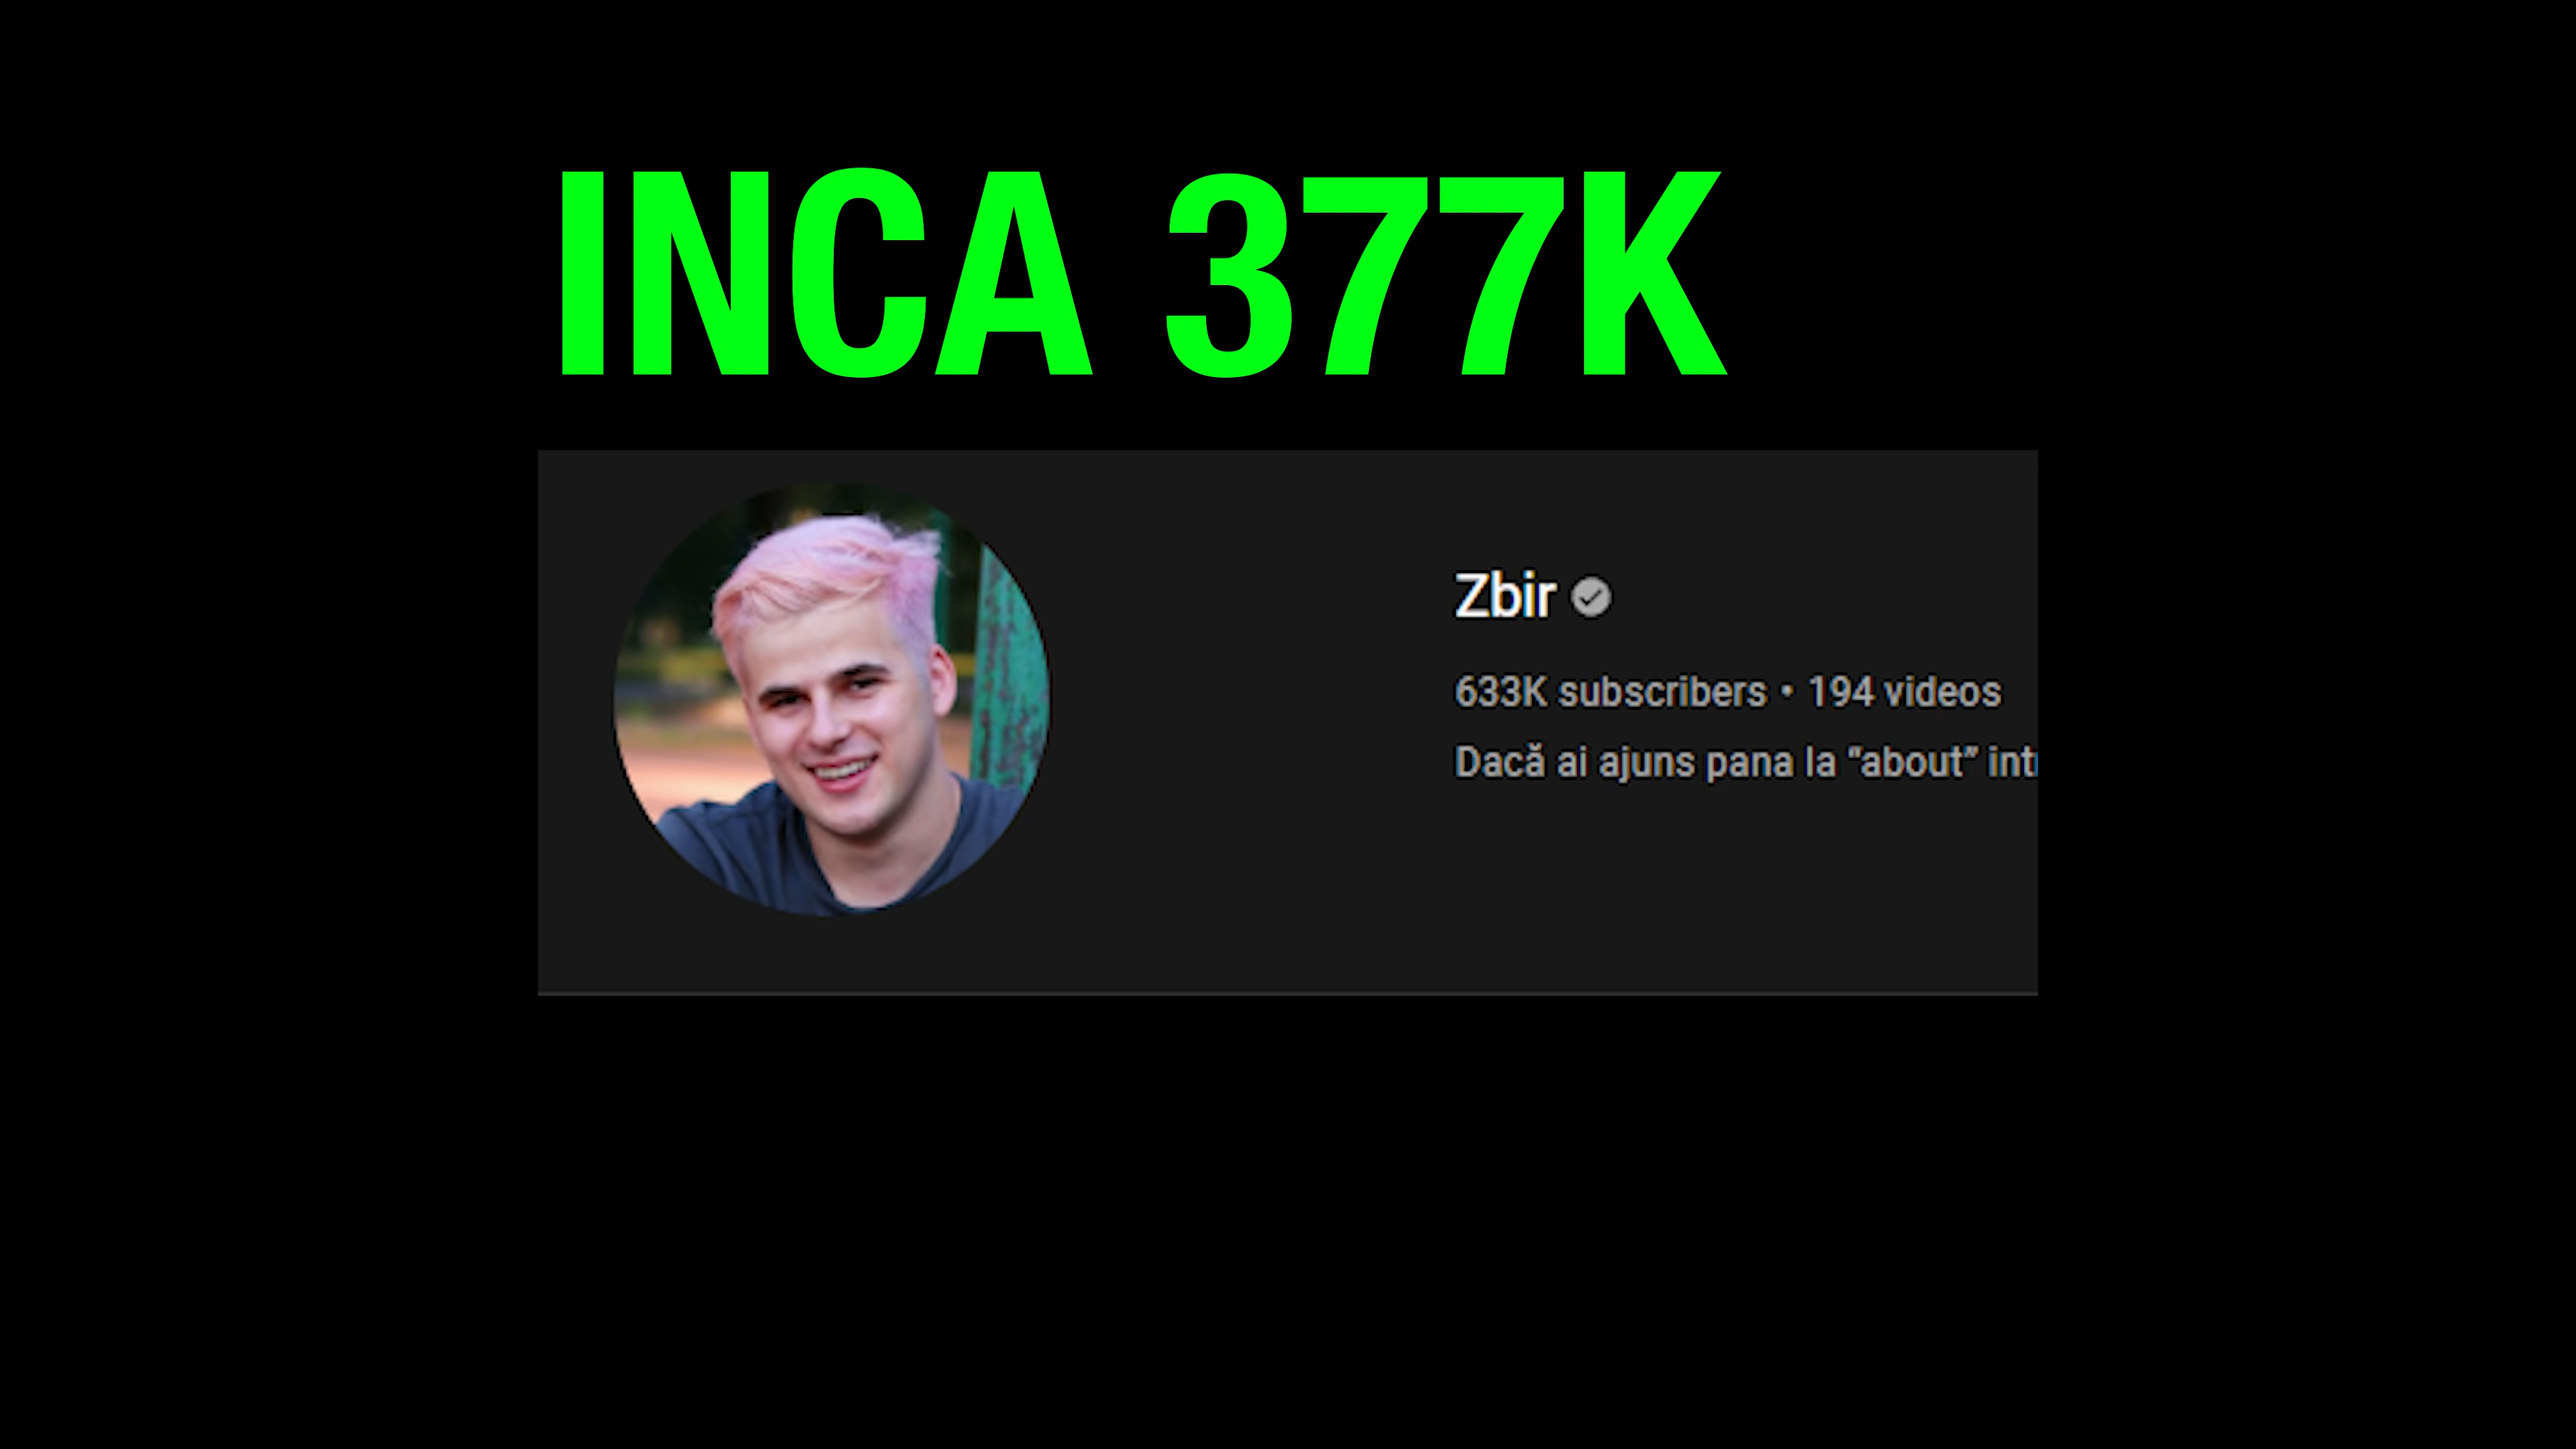 INCA 377K
Zbir
633K subscribers • 194 videos
Dacă ai ajuns pana la “about”